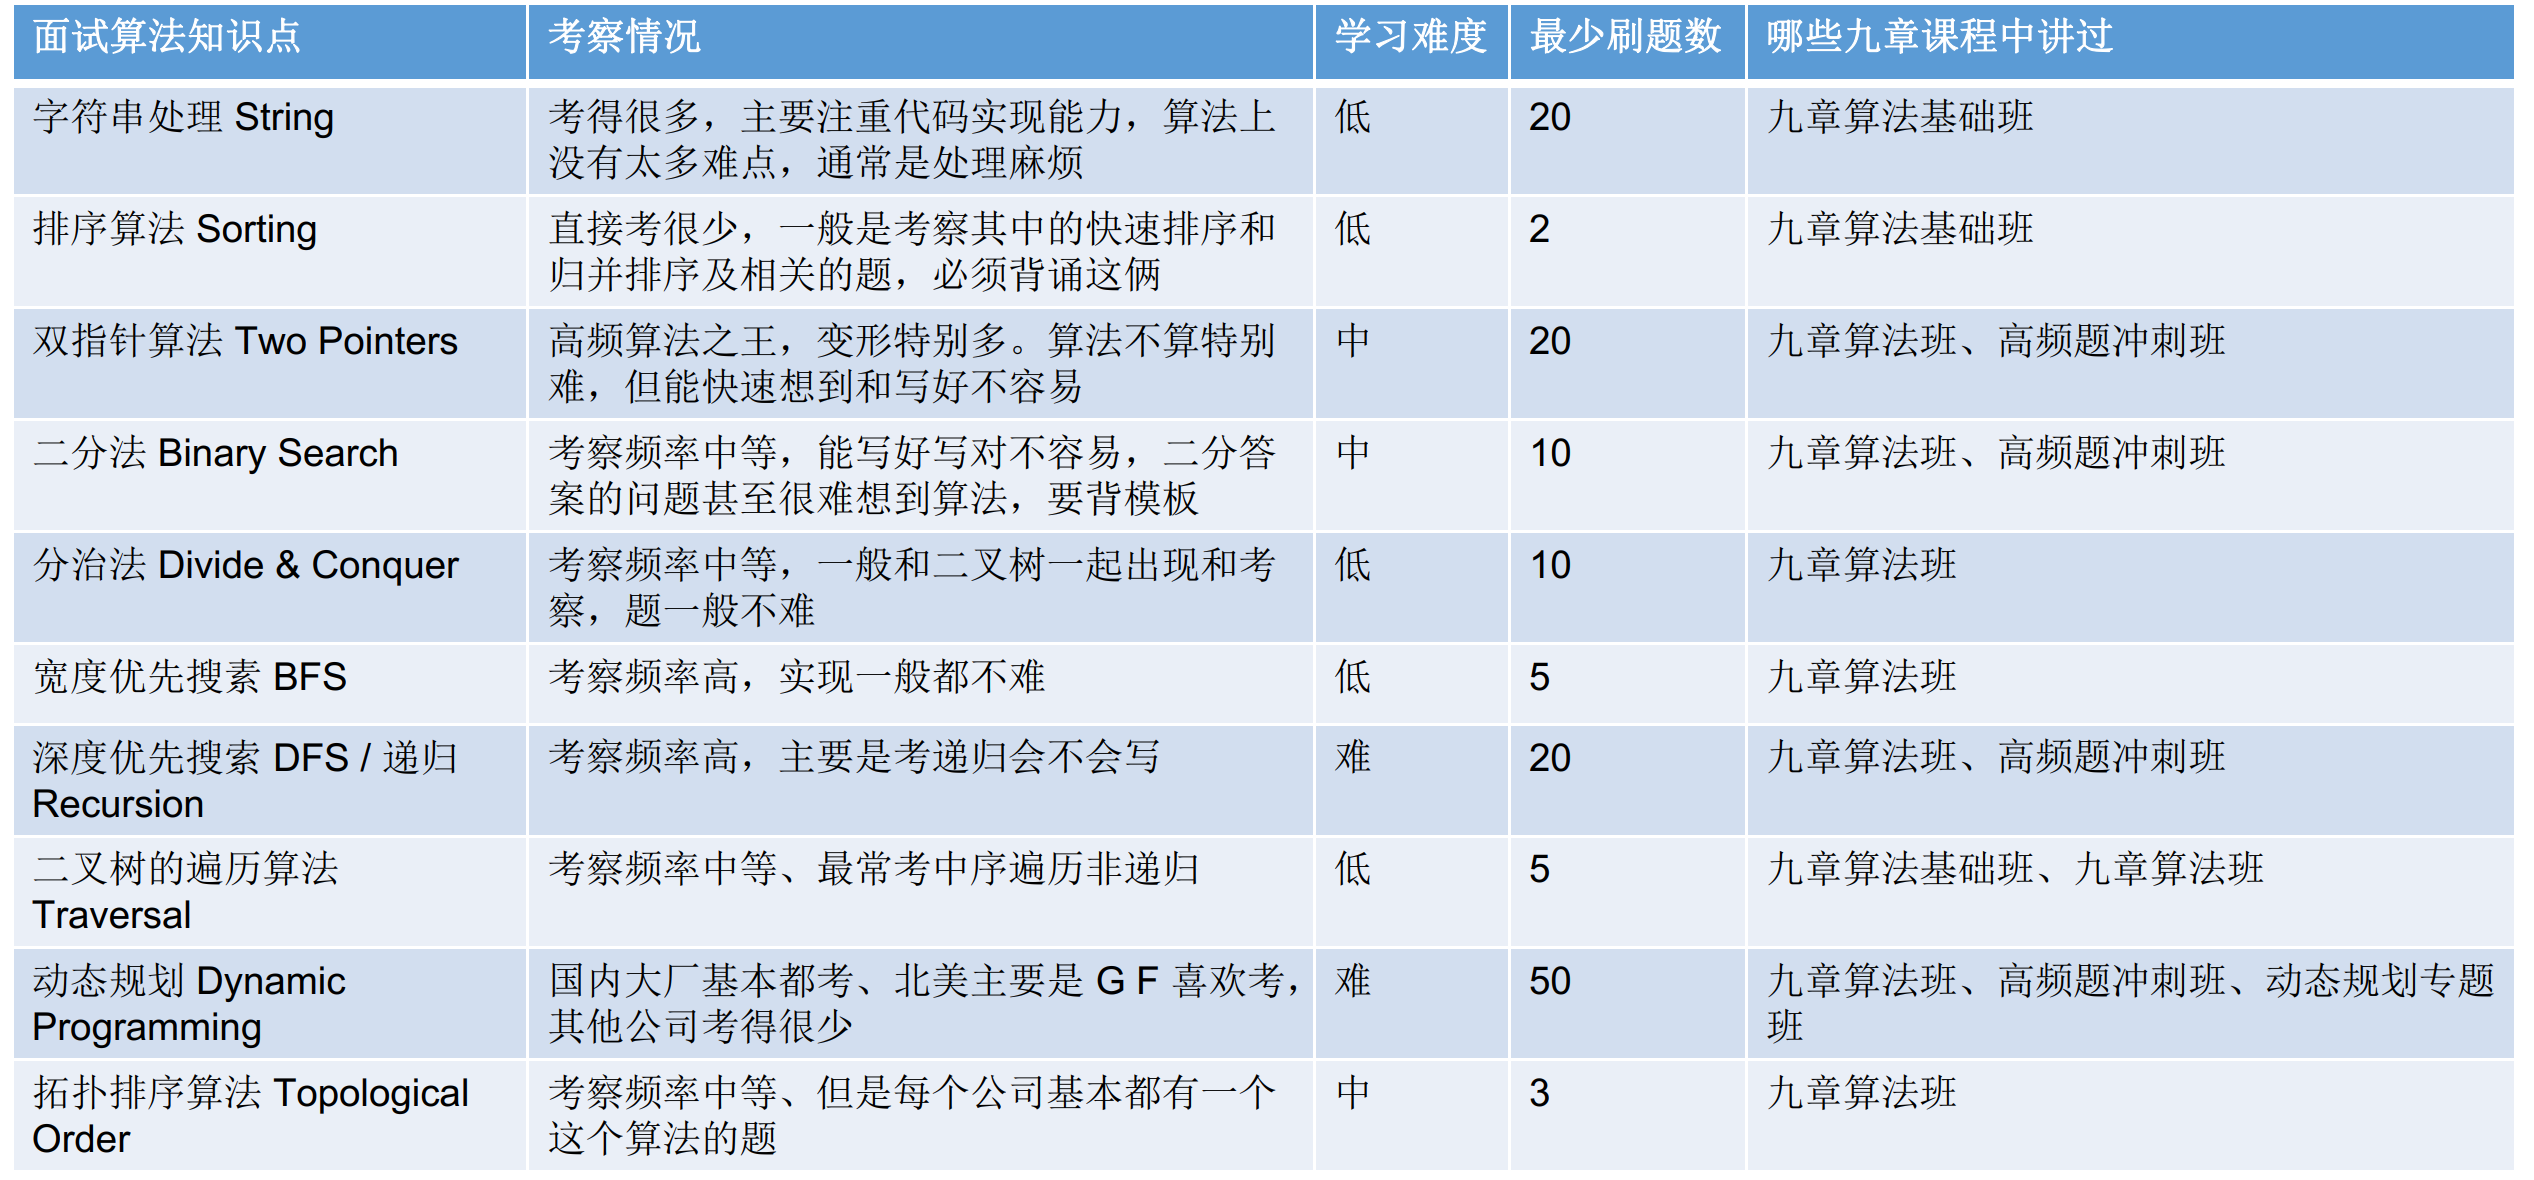 面试算法知识点 考察情况 学习难度 最少刷题数 哪些九章课程中讲过
字符串处理 String 考得很多，主要注重代码实现能力，算法上 低 20 九章算法基础班
没有太多难点，通常是处理麻烦
排序算法 Sorting 直接考很少，一般是考察其中的快速排序和 低 2 九章算法基础班
归并排序及相关的题，必须背诵这俩
双指针算法 Two Pointers 高频算法之王，变形特别多。算法不算特别 中 20 九章算法班、高频题冲刺班
难，但能快速想到和写好不容易
二分法 Binary Search 考察频率中等，能写好写对不容易，二分答 中 10 九章算法班、高频题冲刺班
案的问题甚至很难想到算法，要背模板
分治法 Divide & Conquer 考察频率中等，一般和二叉树一起出现和考 低 10 九章算法班
察，题一般不难
宽度优先搜素 BFS 考察频率高，实现一般都不难 低 5 九章算法班
深度优先搜索 DFS / 递归 考察频率高，主要是考递归会不会写 难 20 九章算法班、高频题冲刺班
Recursion
二叉树的遍历算法 考察频率中等、最常考中序遍历非递归 低 5 九章算法基础班、九章算法班
Traversal
动态规划 Dynamic 国内大厂基本都考、北美主要是 G F 喜欢考， 难 50 九章算法班、高频题冲刺班、动态规划专题
Programming 其他公司考得很少 班
拓扑排序算法 Topological 考察频率中等、但是每个公司基本都有一个 中 3 九章算法班
Order 这个算法的题